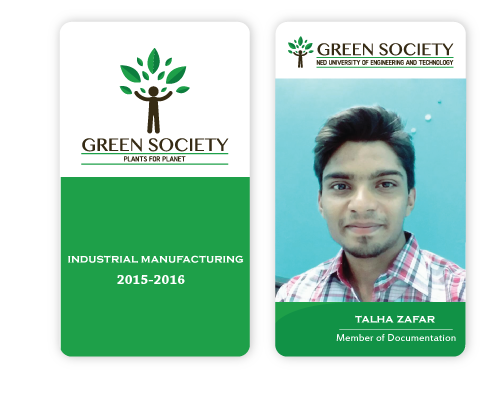 GREEN SOCIETY
PLANTS FOR PLANET
INDUSTRIAL MANUFACTURING
2015-2016
GREEN SOCIETY
NED UNIVERSITY OF ENGINEERING AND TECHNOLOGY
TALHA ZAFAR
Member of Documentation